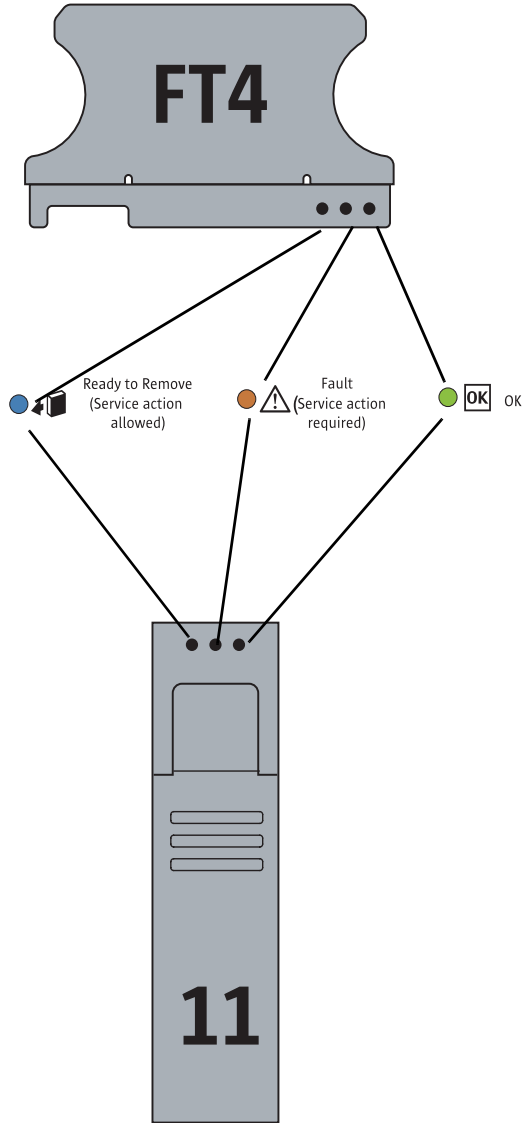 FT4
Ready to Remove
(Service action
allowed)
Fault
(Service action
required)
OK
OK
11